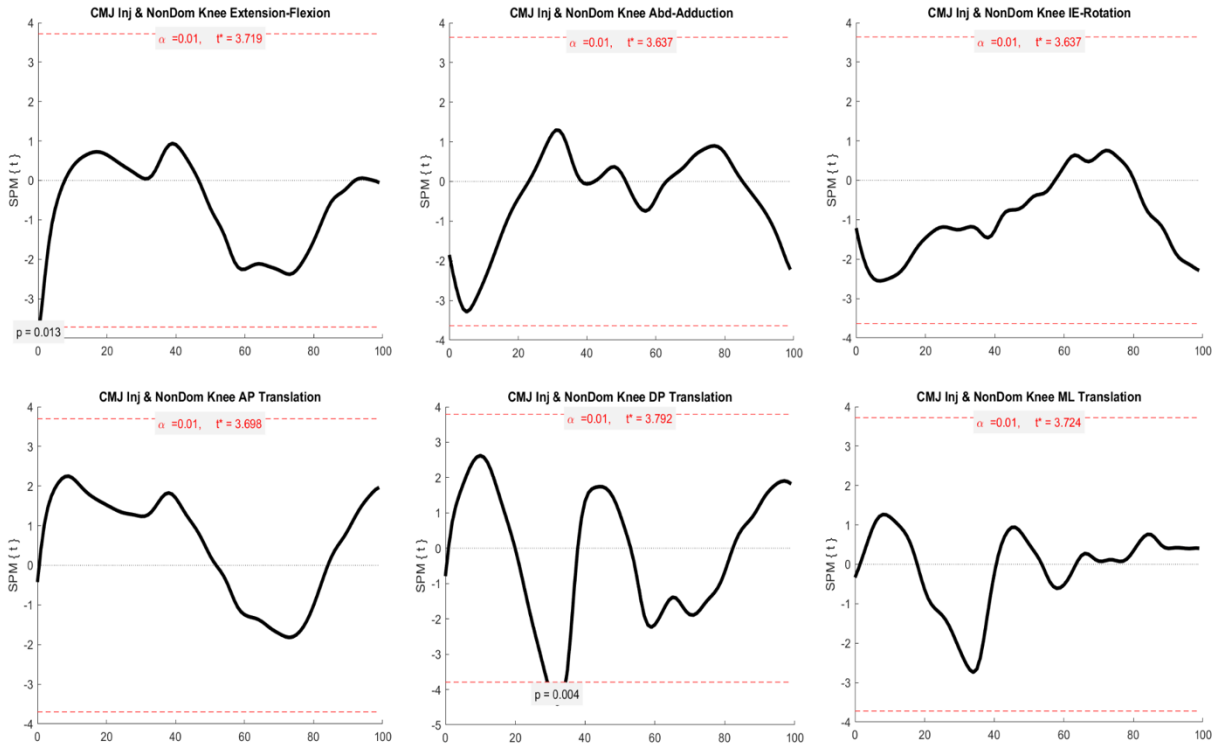 CMJ Inj & NonDom Knee Extension-Flexion
4
α =0.01, t* = 3.719
3
2
1
0
-1
-2
-3
p = 0.013
-4
SPM { t }
0 20 40 60 80 100
CMJ Inj & NonDom Knee Abd-Adduction
4
α =0.01, t* = 3.637
3
2
1
0
-1
-2
-3
-4
0 20 40 60 80 100
CMJ Inj & NonDom Knee IE-Rotation
4
α =0.01, t* = 3.637
3
2
1
0
-1
-2
-3
-4
SPM { t }
0 20 40 60 80 100
CMJ Inj & NonDom Knee AP Translation
4
α =0.01, t* = 3.698
3
2
1
0
-1
-2
-3
-4
SPM { t }
0 20 40 60 80 100
CMJ Inj & NonDom Knee DP Translation
4
α =0.01, t* = 3.792
3
2
1
0
-1
-2
-3
-4
p = 0.004
-5
SPM { t }
0 20 40 60 80 100
CMJ Inj & NonDom Knee ML Translation
4
α =0.01, t* = 3.724
3
2
1
0
-1
-2
-3
-4
SPM { t }
0 20 40 60 80 100